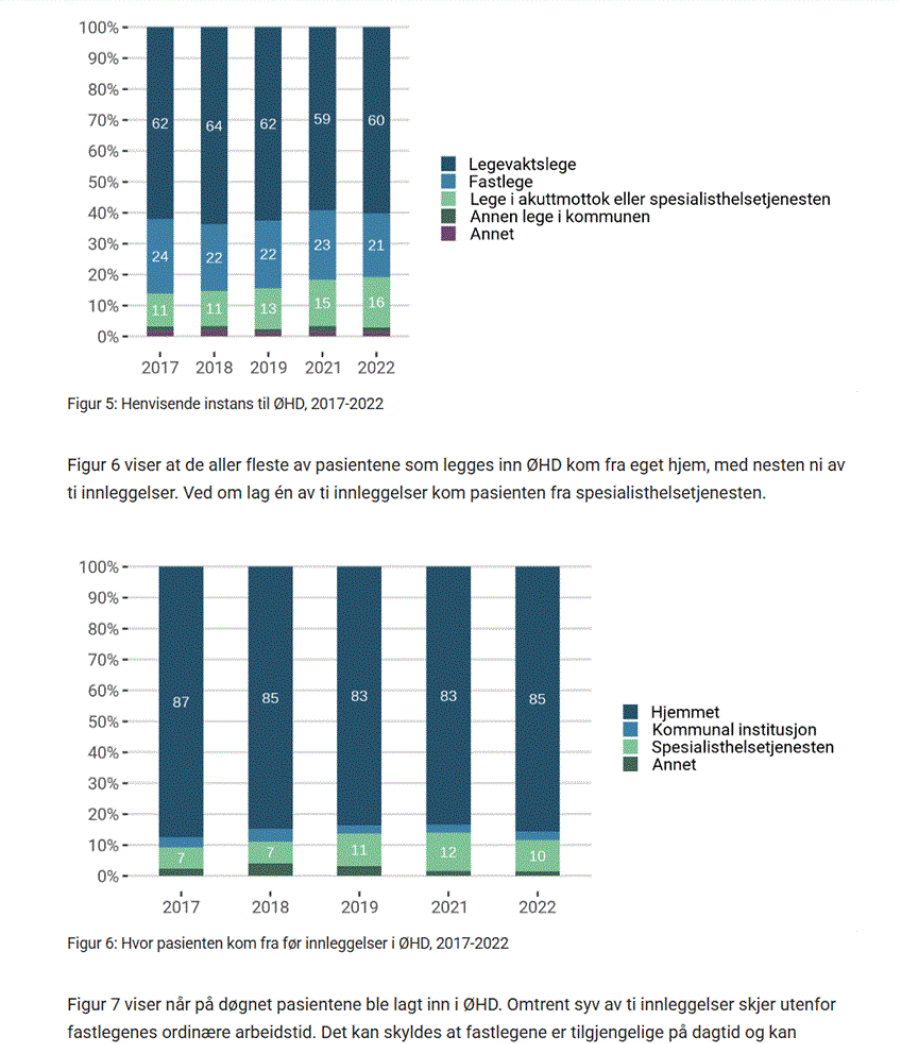 100%
90%
80%
70%
60%
50%
40%
30%
20%
10%
0%
62 64 62 59 60
24 22 22 23 21
11 11 13 15 16
2017 2018 2019 2021 2022
Legevaktslege
Fastlege
Lege i akuttmottok eller spesialisthelsetjenesten
Annen lege i kommunen
Annet
Figur 5: Henvisende instans til ØHD, 2017-2022
Figur 6 viser at de aller fleste av pasientene som legges inn ØHD kom fra eget hjem, med nesten ni av
ti innleggelser. Ved om lag én av ti innleggelser kom pasienten fra spesialisthelsetjenesten.
100%
90%
80%
70%
60%
50%
40%
30%
20%
10%
0%
87 85 83 83 85
7 7 11 12 10
2017 2018 2019 2021 2022
Hjemmet
Kommunal institusjon
Spesialisthelsetjenesten
Annet
Figur 6: Hvor pasienten kom fra før innleggelser i ØHD, 2017-2022
Figur 7 viser når på døgnet pasientene ble lagt inn i ØHD. Omtrent syv av ti innleggelser skjer utenfor
fastlegenes ordinære arbeidstid. Det kan skyldes at fastlegene er tilgjengelige på dagtid og kan